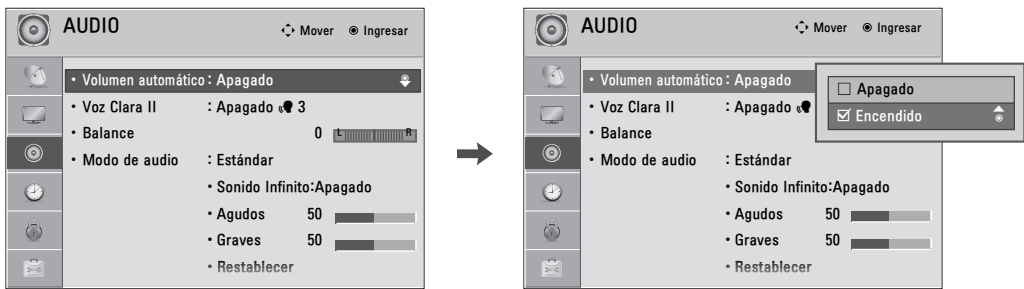 AUDIO
Mover Ingresar
• Volumen automático : Apagado
• Voz Clara II : Apagado 3
• Balance 0 L R
• Modo de audio : Estándar
• Sonido Infinito:Apagado
• Agudos 50
• Graves 50
• Restablecer
AUDIO
Mover Ingresar
• Volumen automático : Apagado
• Voz Clara II : Apagado
• Balance
• Modo de audio : Estándar
• Sonido Infinito:Apagado
• Agudos 50
• Graves 50
• Restablecer
Apagado
Encendido